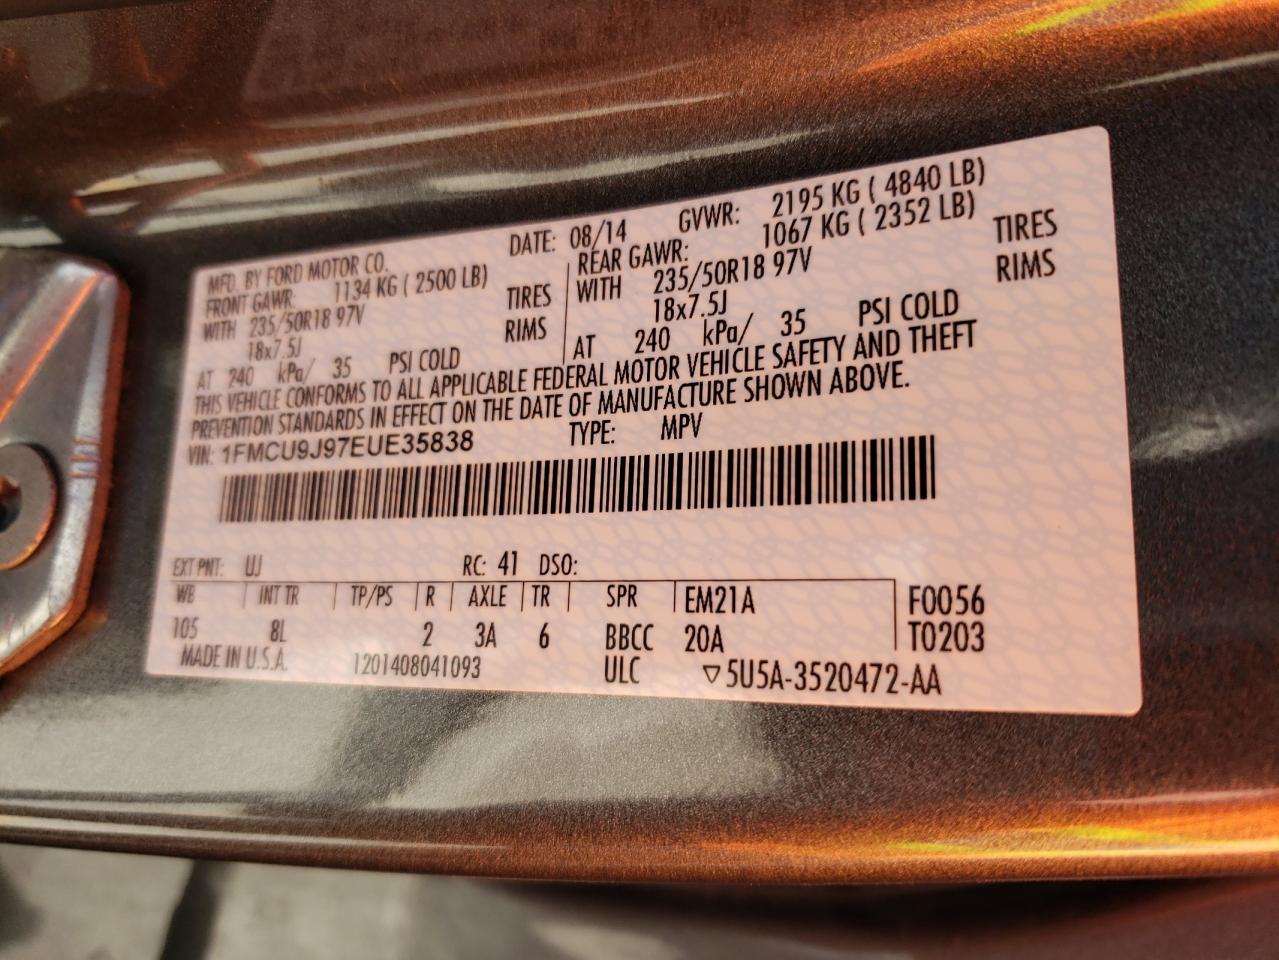 MFD. BY FORD MOTOR CO. DATE: 08/14 GVWR: 2195 KG ( 4840 LB)
FRONT GAWR: 1134 KG ( 2500 LB) REAR GAWR: 1067 KG ( 2352 LB)
WITH 235/50R18 97V TIRES WITH 235/50R18 97V TIRES
18x7.5J RIMS 18x7.5J RIMS
AT 240 kPa/ 35 PSI COLD AT 240 kPa/ 35 PSI COLD
THIS VEHICLE CONFORMS TO ALL APPLICABLE FEDERAL MOTOR VEHICLE SAFETY AND THEFT
PREVENTION STANDARDS IN EFFECT ON THE DATE OF MANUFACTURE SHOWN ABOVE.
VIN: 1FMCU9J97EUE35838 TYPE: MPV
EXT PNT: UJ RC: 41 DSO:
WB INT TR TP/PS R AXLE TR SPR EM21A F0056
105 8L 2 3A 6 BBCC 20A T0203
MADE IN U.S.A. 1201408041093 ULC ▽5U5A-3520472-AA